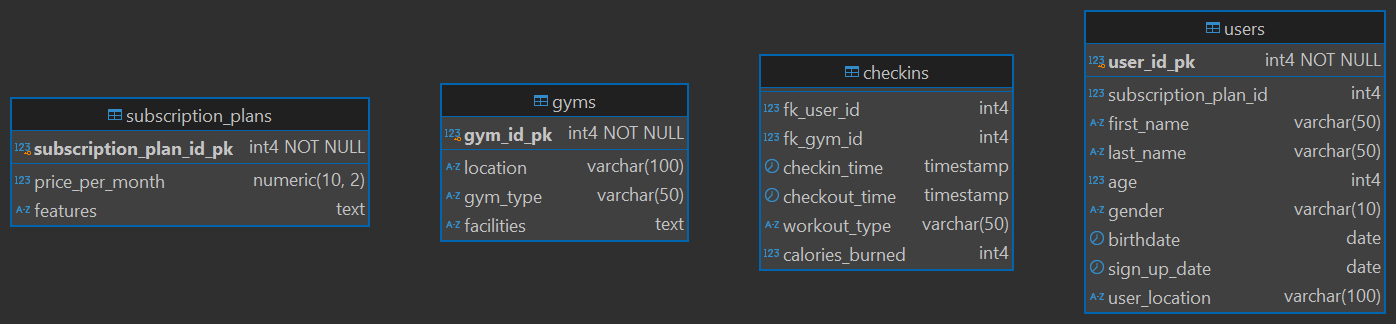 subscription_plans
123 subscription_plan_id_pk int4 NOT NULL
123 price_per_month numeric(10, 2)
A-Z features text
gyms
123 gym_id_pk int4 NOT NULL
A-Z location varchar(100)
A-Z gym_type varchar(50)
A-Z facilities text
checkins
123 fk_user_id int4
123 fk_gym_id int4
checkin_time timestamp
checkout_time timestamp
A-Z workout_type varchar(50)
123 calories_burned int4
users
123 user_id_pk int4 NOT NULL
123 subscription_plan_id int4
A-Z first_name varchar(50)
A-Z last_name varchar(50)
123 age int4
A-Z gender varchar(10)
birthdate date
sign_up_date date
A-Z user_location varchar(100)